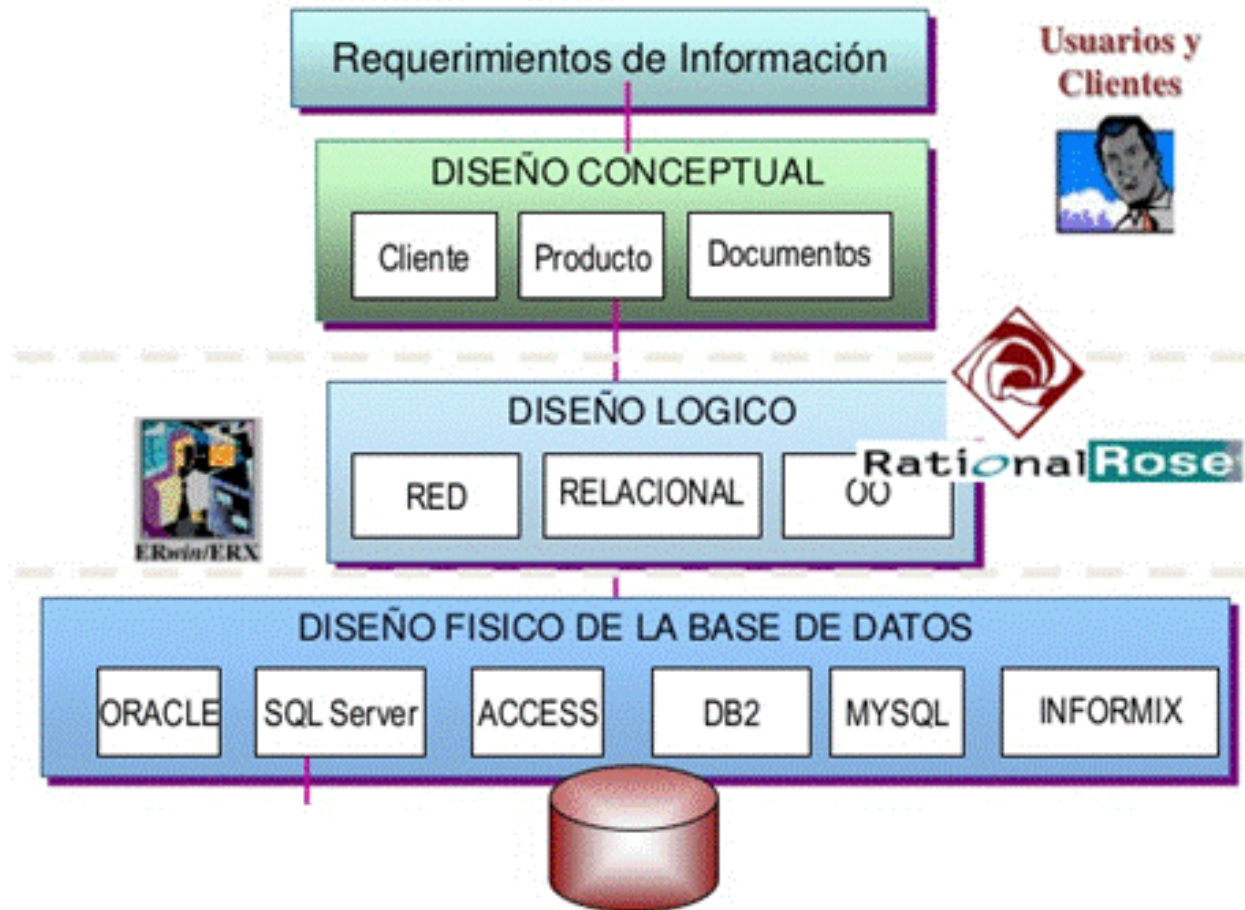 Requerimientos de Información
Usuarios y
Clientes
DISEÑO CONCEPTUAL
Cliente
Producto
Documentos
DISEÑO LOGICO
RED
RELACIONAL
OO
RationalRose
ERwin/ERX
DISEÑO FISICO DE LA BASE DE DATOS
ORACLE
SQL Server
ACCESS
DB2
MYSQL
INFORMIX